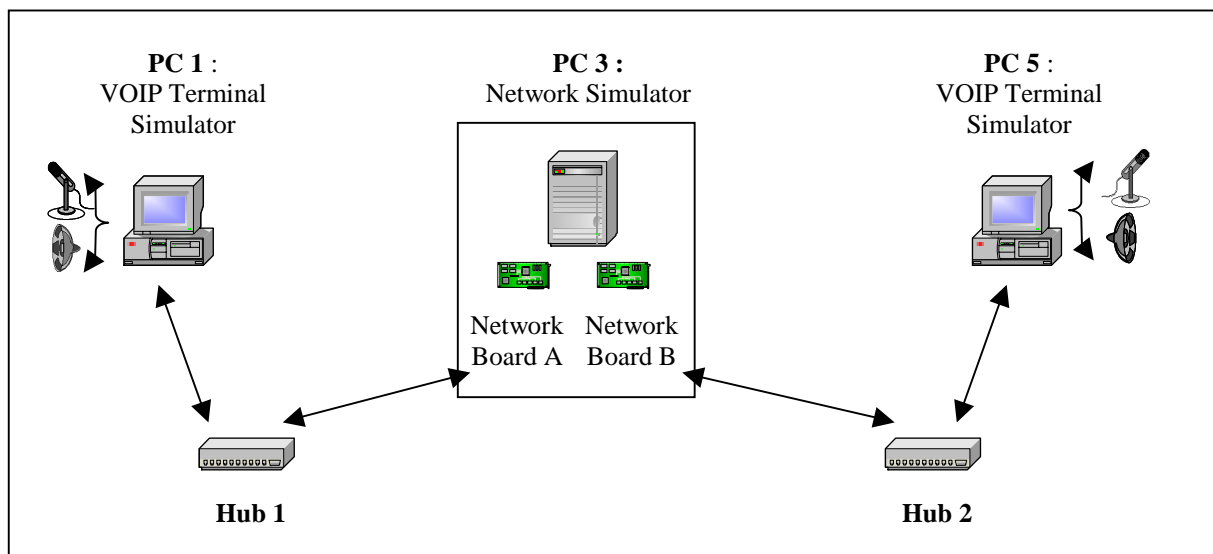 PC 1 :
VOIP Terminal
Simulator
PC 3 :
Network Simulator
PC 5 :
VOIP Terminal
Simulator
Network
Board A
Network
Board B
Hub 1
Hub 2